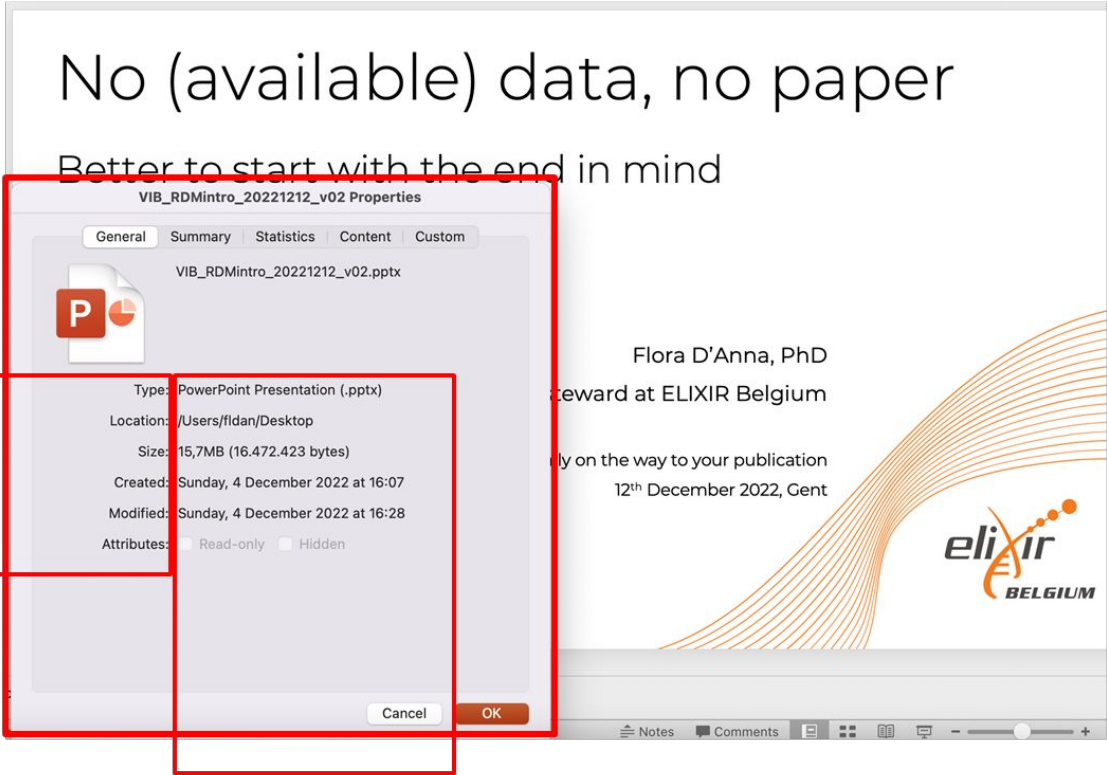 No (available) data, no paper
Better to start with the end in mind
VIB_RDMintro_20221212_v02 Properties
General Summary Statistics Content Custom
VIB_RDMintro_20221212_v02.pptx
P
Type: PowerPoint Presentation (.pptx)
Location: /Users/fldan/Desktop
Size: 15,7MB (16.472.423 bytes)
Created: Sunday, 4 December 2022 at 16:07
Modified: Sunday, 4 December 2022 at 16:28
Attributes: Read-only Hidden
Cancel OK
Flora D'Anna, PhD
at ELIXIR Belgium
on the way to your publication
12th December 2022, Gent
elixir
BELGIUM
Notes Comments